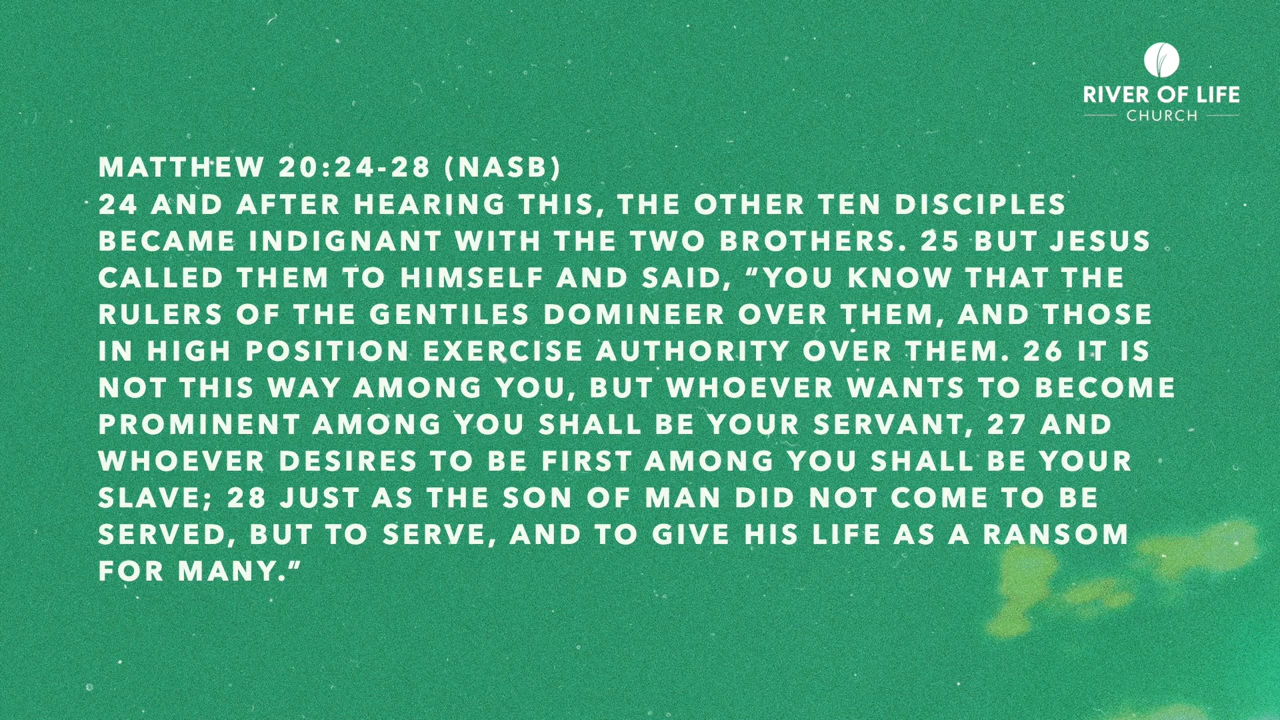 RIVER OF LIFE
CHURCH
MATTHEW 20:24-28 (NASB)
24 AND AFTER HEARING THIS, THE OTHER TEN DISCIPLES
BECAME INDIGNANT WITH THE TWO BROTHERS. 25 BUT JESUS
CALLED THEM TO HIMSELF AND SAID, “YOU KNOW THAT THE
RULERS OF THE GENTILES DOMINEER OVER THEM, AND THOSE
IN HIGH POSITION EXERCISE AUTHORITY OVER THEM. 26 IT IS
NOT THIS WAY AMONG YOU, BUT WHOEVER WANTS TO BECOME
PROMINENT AMONG YOU SHALL BE YOUR SERVANT, 27 AND
WHOEVER DESIRES TO BE FIRST AMONG YOU SHALL BE YOUR
SLAVE; 28 JUST AS THE SON OF MAN DID NOT COME TO BE
SERVED, BUT TO SERVE, AND TO GIVE HIS LIFE AS A RANSOM
FOR MANY.”